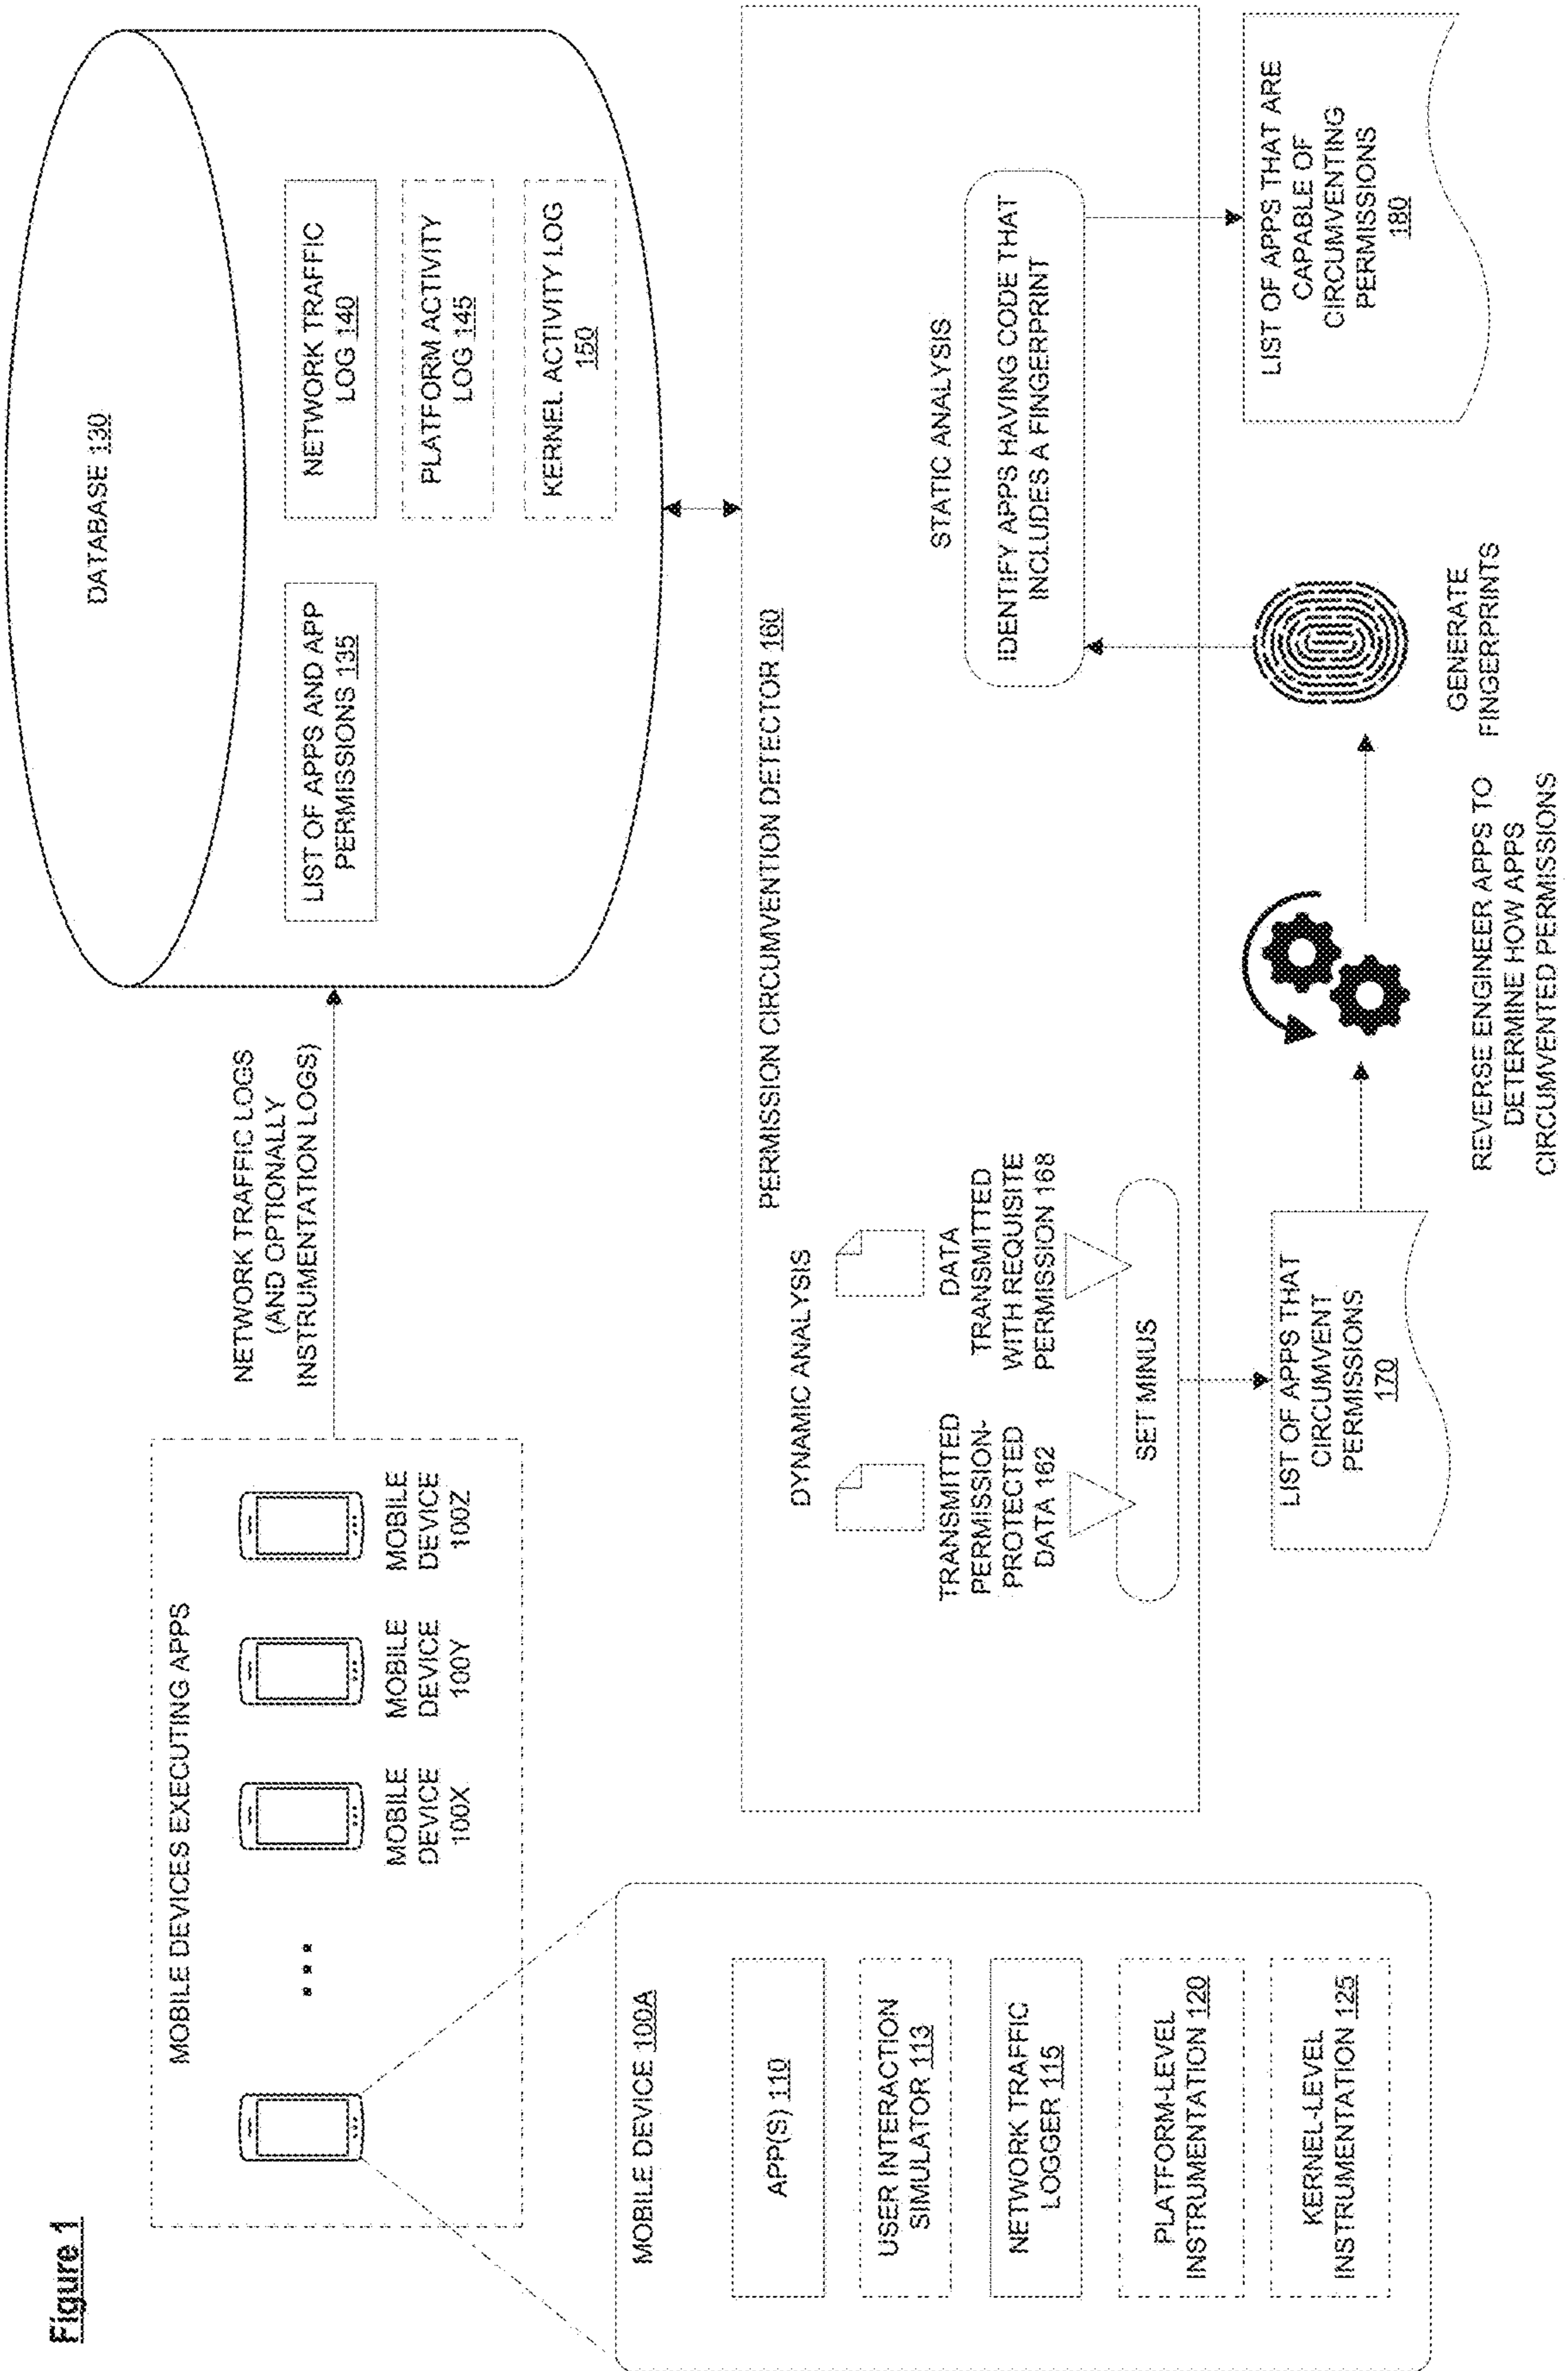 Figure 1
MOBILE DEVICES EXECUTING APPS
MOBILE
DEVICE
100X
MOBILE
DEVICE
100Y
MOBILE
DEVICE
100Z
NETWORK TRAFFIC LOGS
(AND OPTIONALLY
INSTRUMENTATION LOGS)
DATABASE 130
LIST OF APPS AND APP
PERMISSIONS 135
NETWORK TRAFFIC
LOG 140
PLATFORM ACTIVITY
LOG 145
KERNEL ACTIVITY LOG
150
MOBILE DEVICE 100A
APP(S) 110
USER INTERACTION
SIMULATOR 113
NETWORK TRAFFIC
LOGGER 115
PLATFORM-LEVEL
INSTRUMENTATION 120
KERNEL-LEVEL
INSTRUMENTATION 125
PERMISSION CIRCUMVENTION DETECTOR 160
DYNAMIC ANALYSIS
TRANSMITTED
PERMISSION-
PROTECTED
DATA 162
DATA
TRANSMITTED
WITH REQUISITE
PERMISSION 168
SET MINUS
STATIC ANALYSIS
IDENTIFY APPS HAVING CODE THAT
INCLUDES A FINGERPRINT
LIST OF APPS THAT
CIRCUMVENT
PERMISSIONS
170
REVERSE ENGINEER APPS TO
DETERMINE HOW APPS
CIRCUMVENTED PERMISSIONS
GENERATE
FINGERPRINTS
LIST OF APPS THAT ARE
CAPABLE OF
CIRCUMVENTING
PERMISSIONS
180